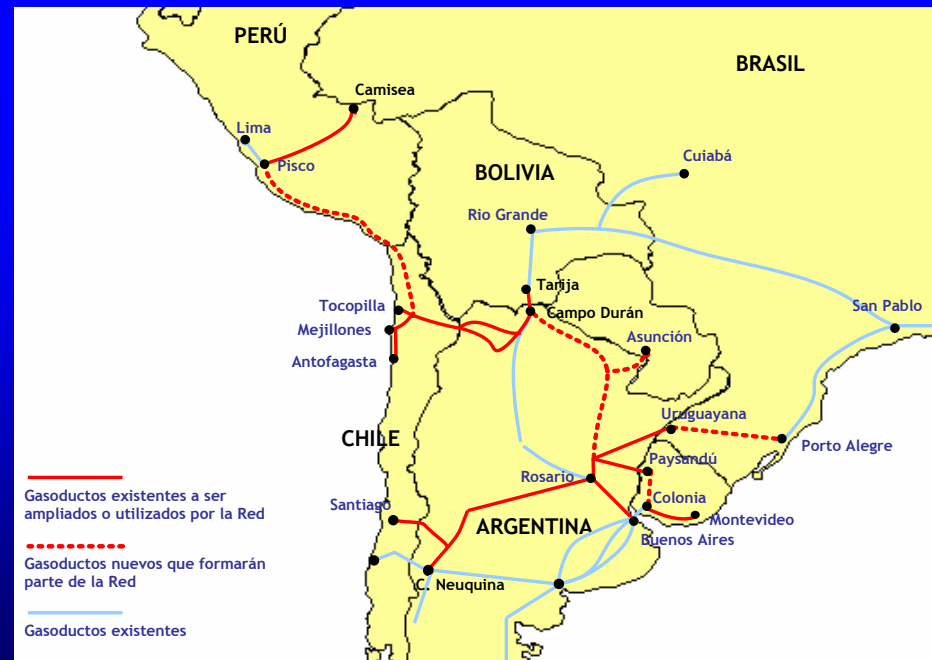 PERÚ
BRASIL
Camisea
Lima
Cuiabá
Pisco
BOLIVIA
Rio Grande
Tarija
Tocopilla
Campo Durán
San Pablo
Mejillones
Asunción
Antofagasta
Uruguayana
CHILE
Porto Alegre
Paysandú
Rosario
Gasoductos existentes a ser
ampliados o utilizados por la Red
Santiago
Colonia
ARGENTINA
Montevideo
Buenos Aires
Gasoductos nuevos que formarán
parte de la Red
C. Neuquina
Gasoductos existentes